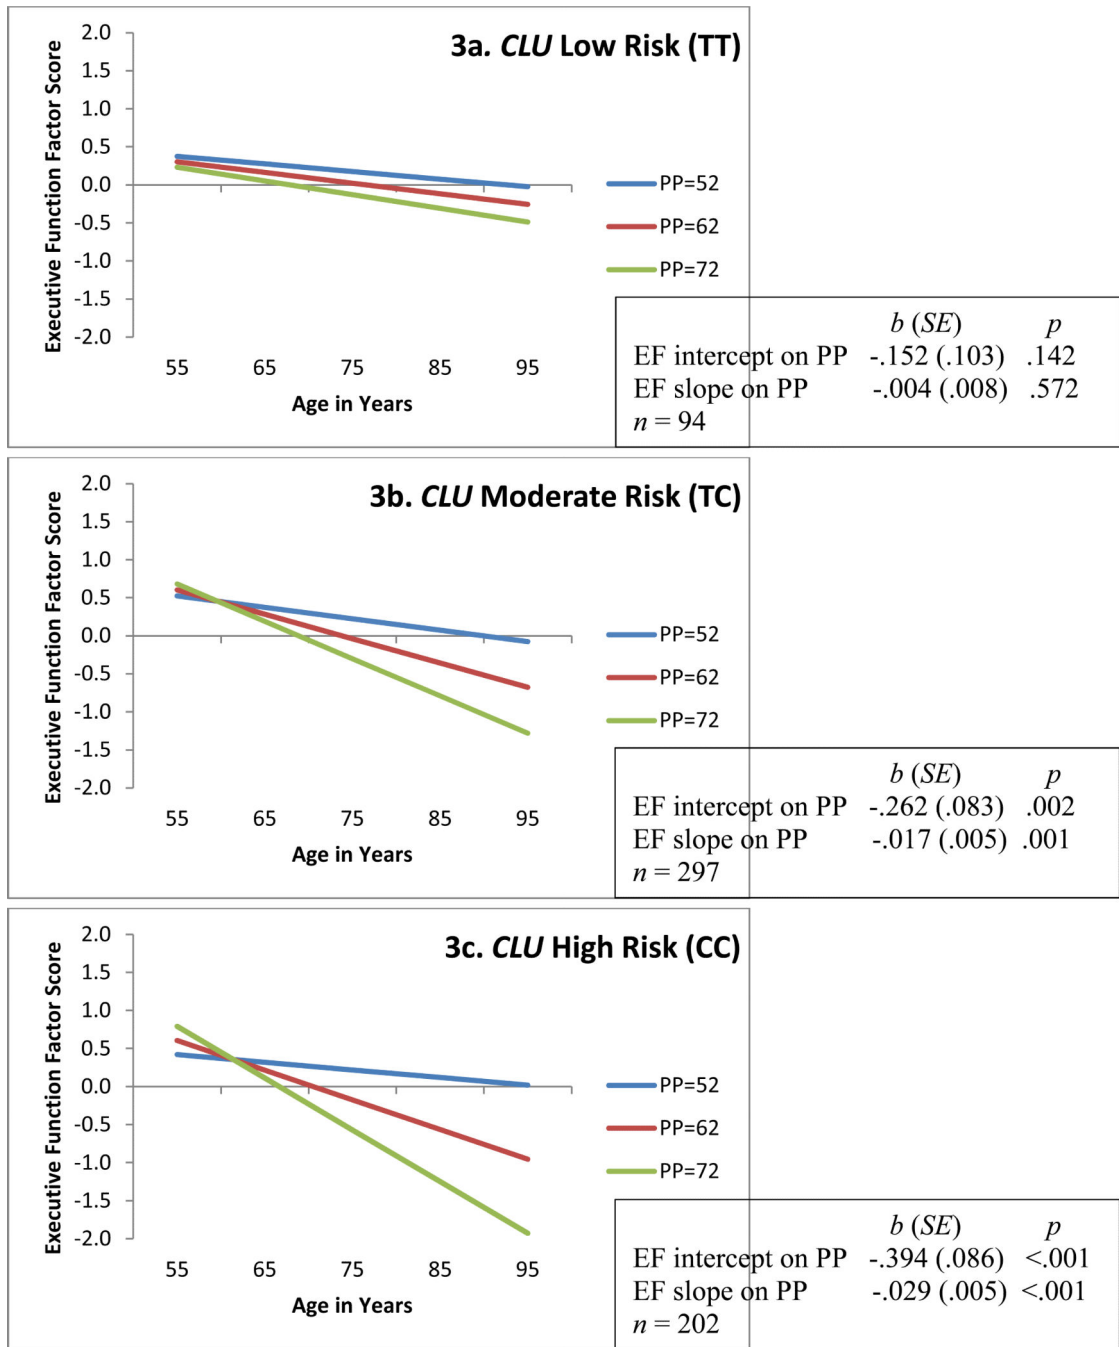 3a. CLU Low Risk (TT)
Executive Function Factor Score
2.0
1.5
1.0
0.5
0.0
-0.5
-1.0
-1.5
-2.0
55 65 75 85 95
Age in Years
PP=52
PP=62
PP=72
b (SE) p
EF intercept on PP -.152 (.103) .142
EF slope on PP -.004 (.008) .572
n = 94
3b. CLU Moderate Risk (TC)
Executive Function Factor Score
2.0
1.5
1.0
0.5
0.0
-0.5
-1.0
-1.5
-2.0
55 65 75 85 95
Age in Years
PP=52
PP=62
PP=72
b (SE) p
EF intercept on PP -.262 (.083) .002
EF slope on PP -.017 (.005) .001
n = 297
3c. CLU High Risk (CC)
Executive Function Factor Score
2.0
1.5
1.0
0.5
0.0
-0.5
-1.0
-1.5
-2.0
55 65 75 85 95
Age in Years
PP=52
PP=62
PP=72
b (SE) p
EF intercept on PP -.394 (.086) <.001
EF slope on PP -.029 (.005) <.001
n = 202